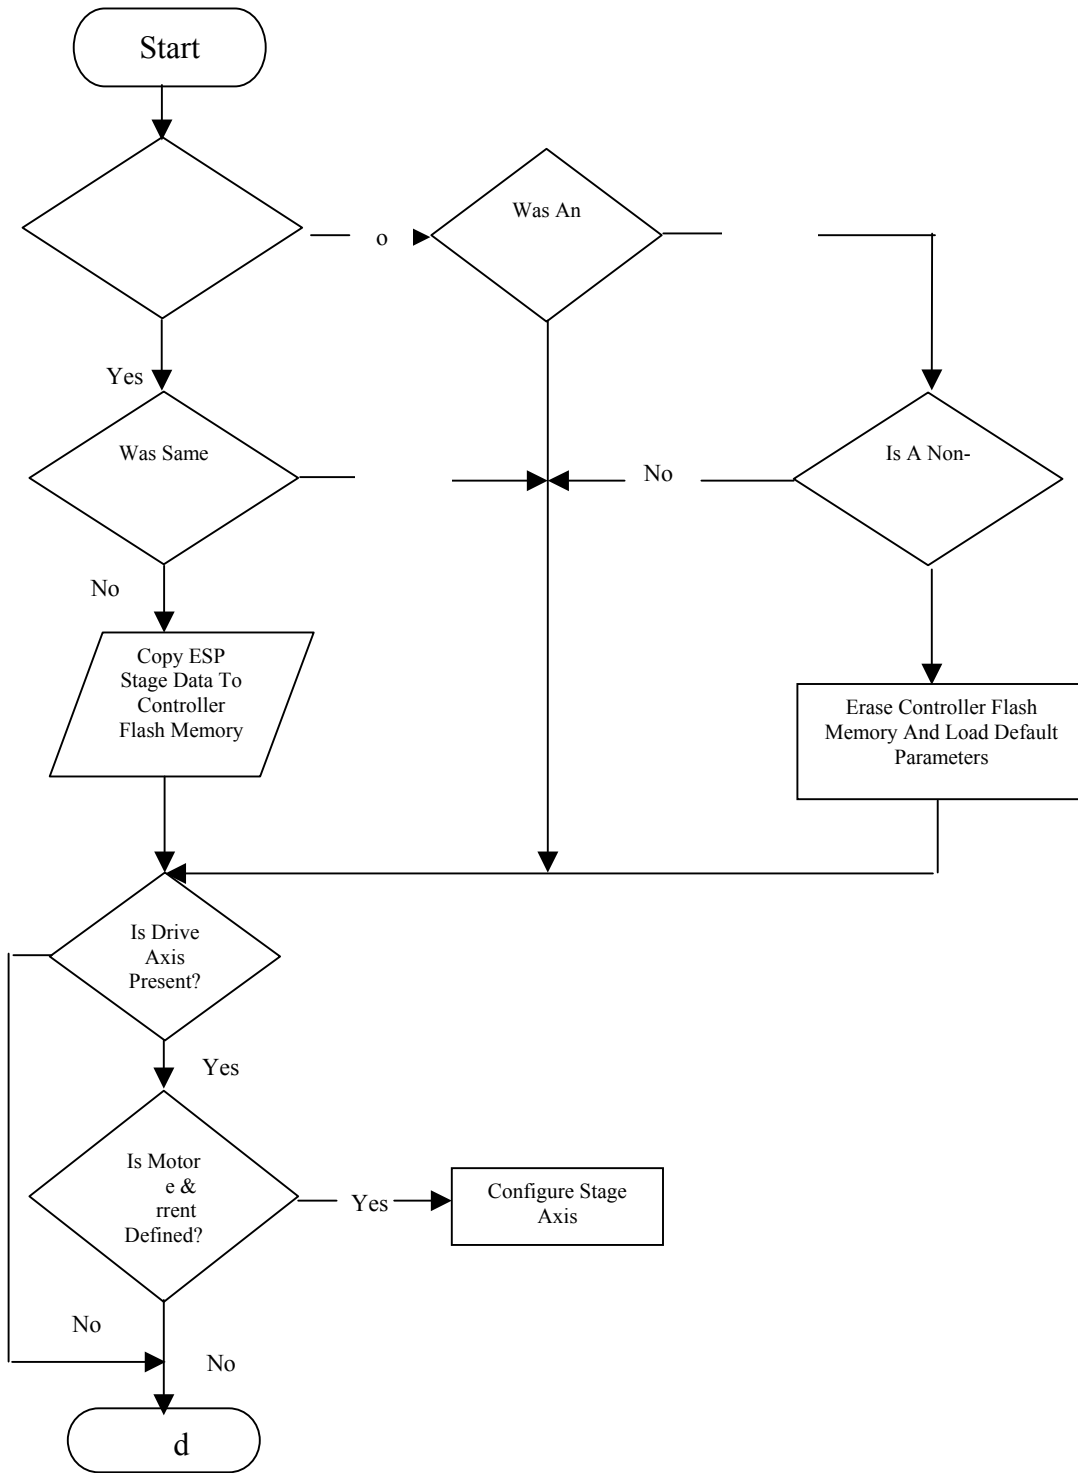 Start
Was An
o
Yes
Was Same
Is A Non-
No
No
Copy ESP
Stage Data To
Controller
Flash Memory
Erase Controller Flash
Memory And Load Default
Parameters
Is Drive
Axis
Present?
Yes
Is Motor
e &
rrent
Defined?
Yes
Configure Stage
Axis
No
No
d